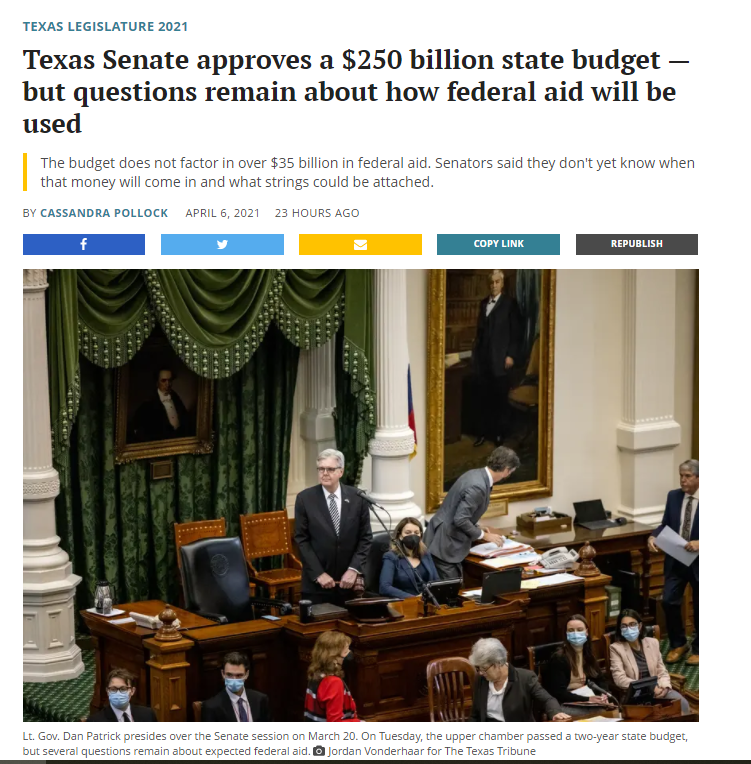 TEXAS LEGISLATURE 2021
Texas Senate approves a $250 billion state budget —
but questions remain about how federal aid will be
used
The budget does not factor in over $35 billion in federal aid. Senators said they don't yet know when
that money will come in and what strings could be attached.
BY CASSANDRA POLLOCK APRIL 6, 2021 23 HOURS AGO
COPY LINK
REPUBLISH
Lt. Gov. Dan Patrick presides over the Senate session on March 20. On Tuesday, the upper chamber passed a two-year state budget,
but several questions remain about expected federal aid. Jordan Vonderhaar for The Texas Tribune